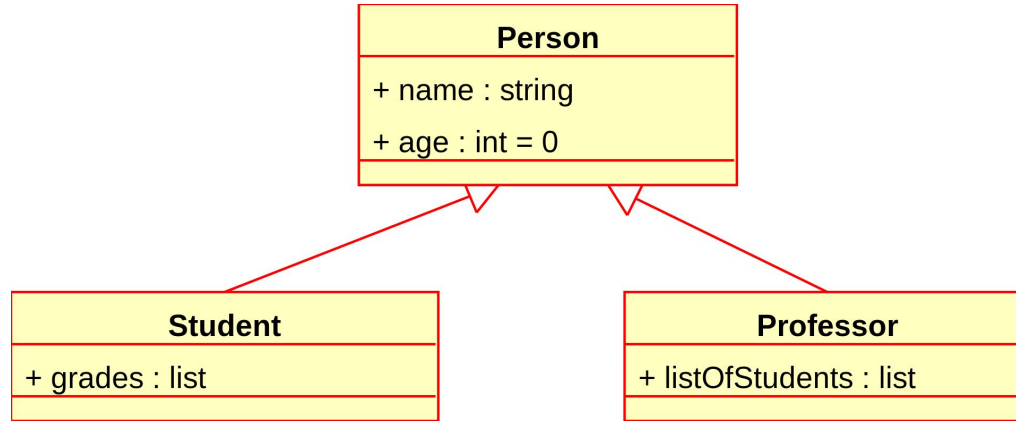 Person
+ name : string
+ age : int = 0
Student
+ grades : list
Professor
+ listOfStudents : list